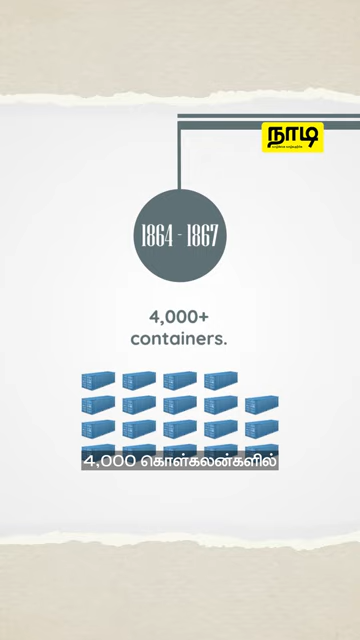 நாடி
1864 - 1867
4,000+
containers.
4,000 கொள்கலன்களில்